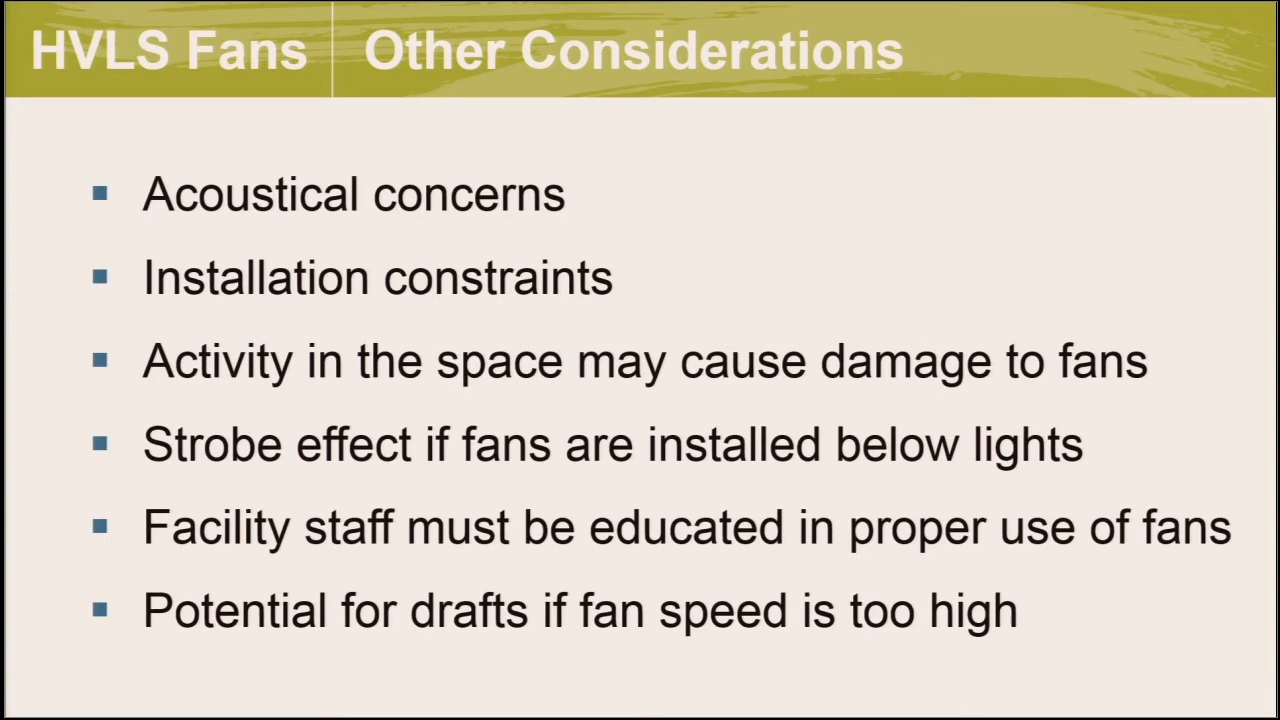 HVLS Fans Other Considerations
Acoustical concerns
Installation constraints
Activity in the space may cause damage to fans
Strobe effect if fans are installed below lights
Facility staff must be educated in proper use of fans
Potential for drafts if fan speed is too high